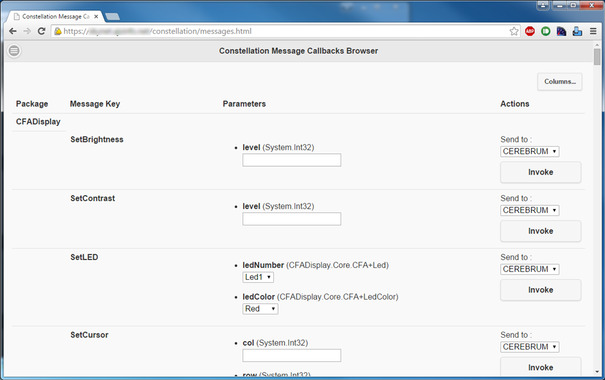 Constellation Message C
https://
/constellation/messages.html
ABP
Constellation Message Callbacks Browser
Columns...
Package Message Key Parameters Actions
CFADisplay
SetBrightness
level (System.Int32)
Send to :
CEREBRUM
Invoke
SetContrast
level (System.Int32)
Send to :
CEREBRUM
Invoke
SetLED
ledNumber (CFADisplay.Core.CFA+Led)
Led1
ledColor (CFADisplay.Core.CFA+LedColor)
Red
Send to :
CEREBRUM
Invoke
SetCursor
col (System.Int32)
row (System.Int32)
Send to :
CEREBRUM
Invoke